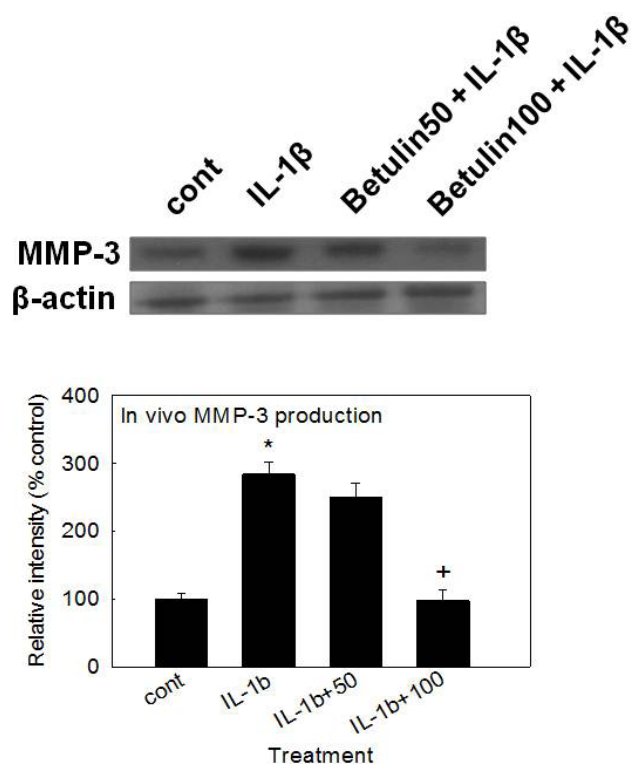 cont IL-1β Betulin50 + IL-1β Betulin100 + IL-1β
MMP-3
β-actin
400
In vivo MMP-3 production
*
300
200
+
100
0
Relative intensity (% control)
cont IL-1b IL-1b+50 IL-1b+100
Treatment